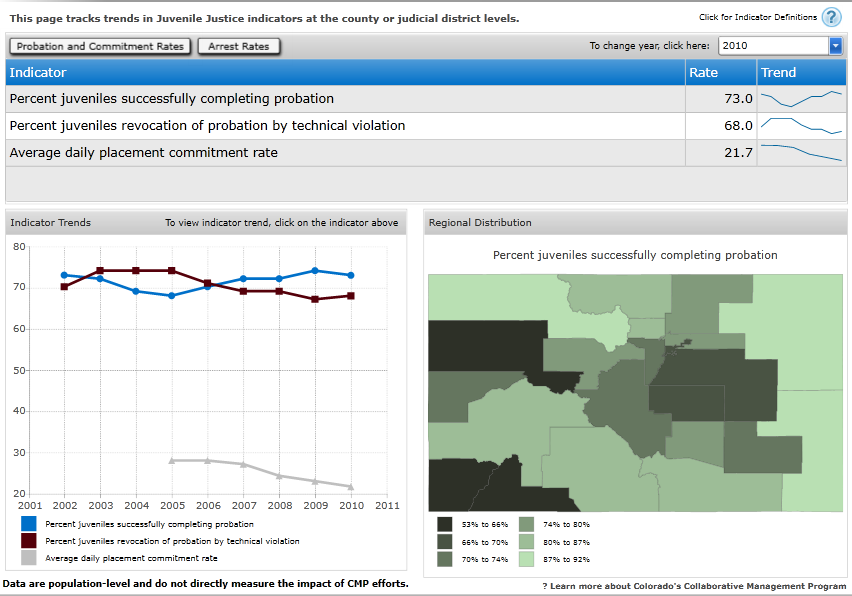 This page tracks trends in Juvenile Justice indicators at the county or judicial district levels.
Click for Indicator Definitions ?
Probation and Commitment Rates Arrest Rates To change year, click here: 2010
Indicator Rate Trend
Percent juveniles successfully completing probation 73.0
Percent juveniles revocation of probation by technical violation 68.0
Average daily placement commitment rate 21.7
Indicator Trends To view indicator trend, click on the indicator above
80
70
60
50
40
30
20
2001 2002 2003 2004 2005 2006 2007 2008 2009 2010 2011
Percent juveniles successfully completing probation
Percent juveniles revocation of probation by technical violation
Average daily placement commitment rate
Regional Distribution
Percent juveniles successfully completing probation
53% to 66% 74% to 80%
66% to 70% 80% to 87%
70% to 74% 87% to 92%
Data are population-level and do not directly measure the impact of CMP efforts.
? Learn more about Colorado's Collaborative Management Program